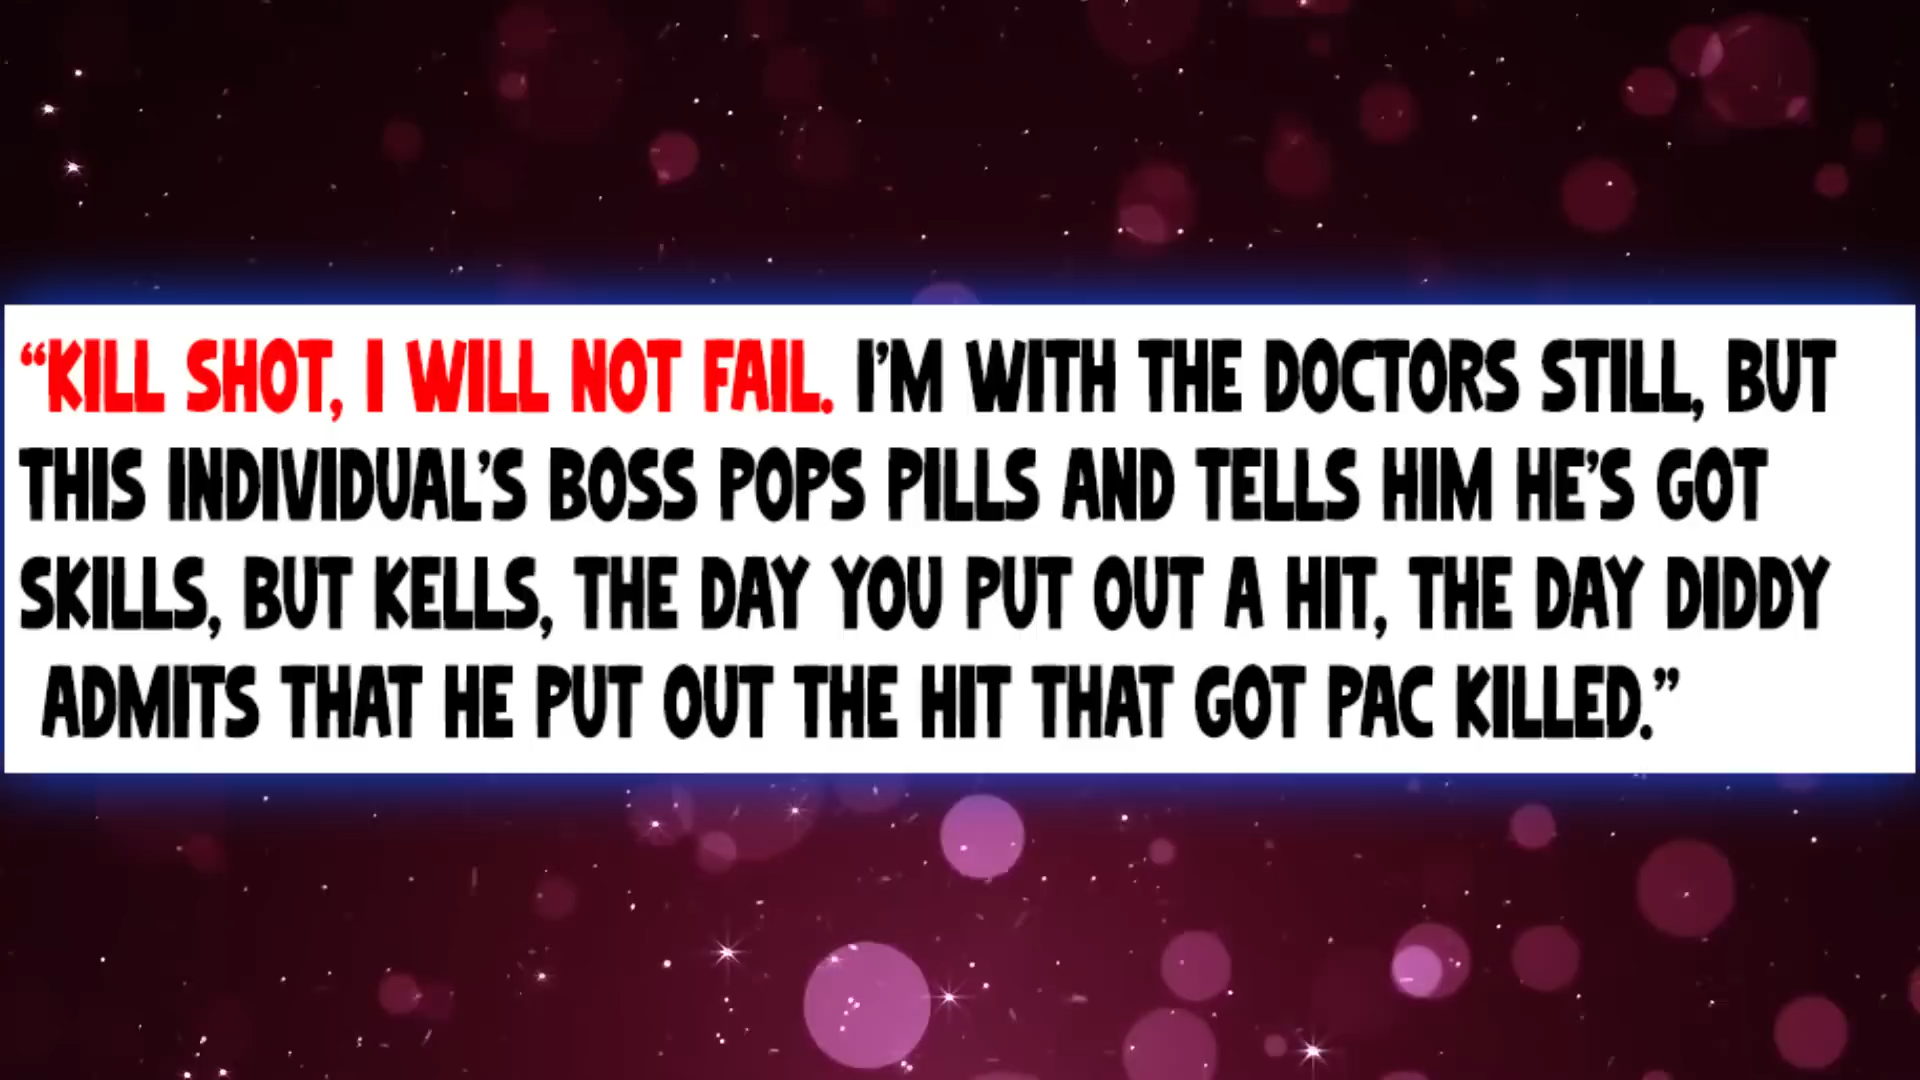 “KILL SHOT, I WILL NOT FAIL. I’M WITH THE DOCTORS STILL, BUT
THIS INDIVIDUAL’S BOSS POPS PILLS AND TELLS HIM HE’S GOT
SKILLS, BUT KELLS, THE DAY YOU PUT OUT A HIT, THE DAY DIDDY
ADMITS THAT HE PUT OUT THE HIT THAT GOT PAC KILLED.”